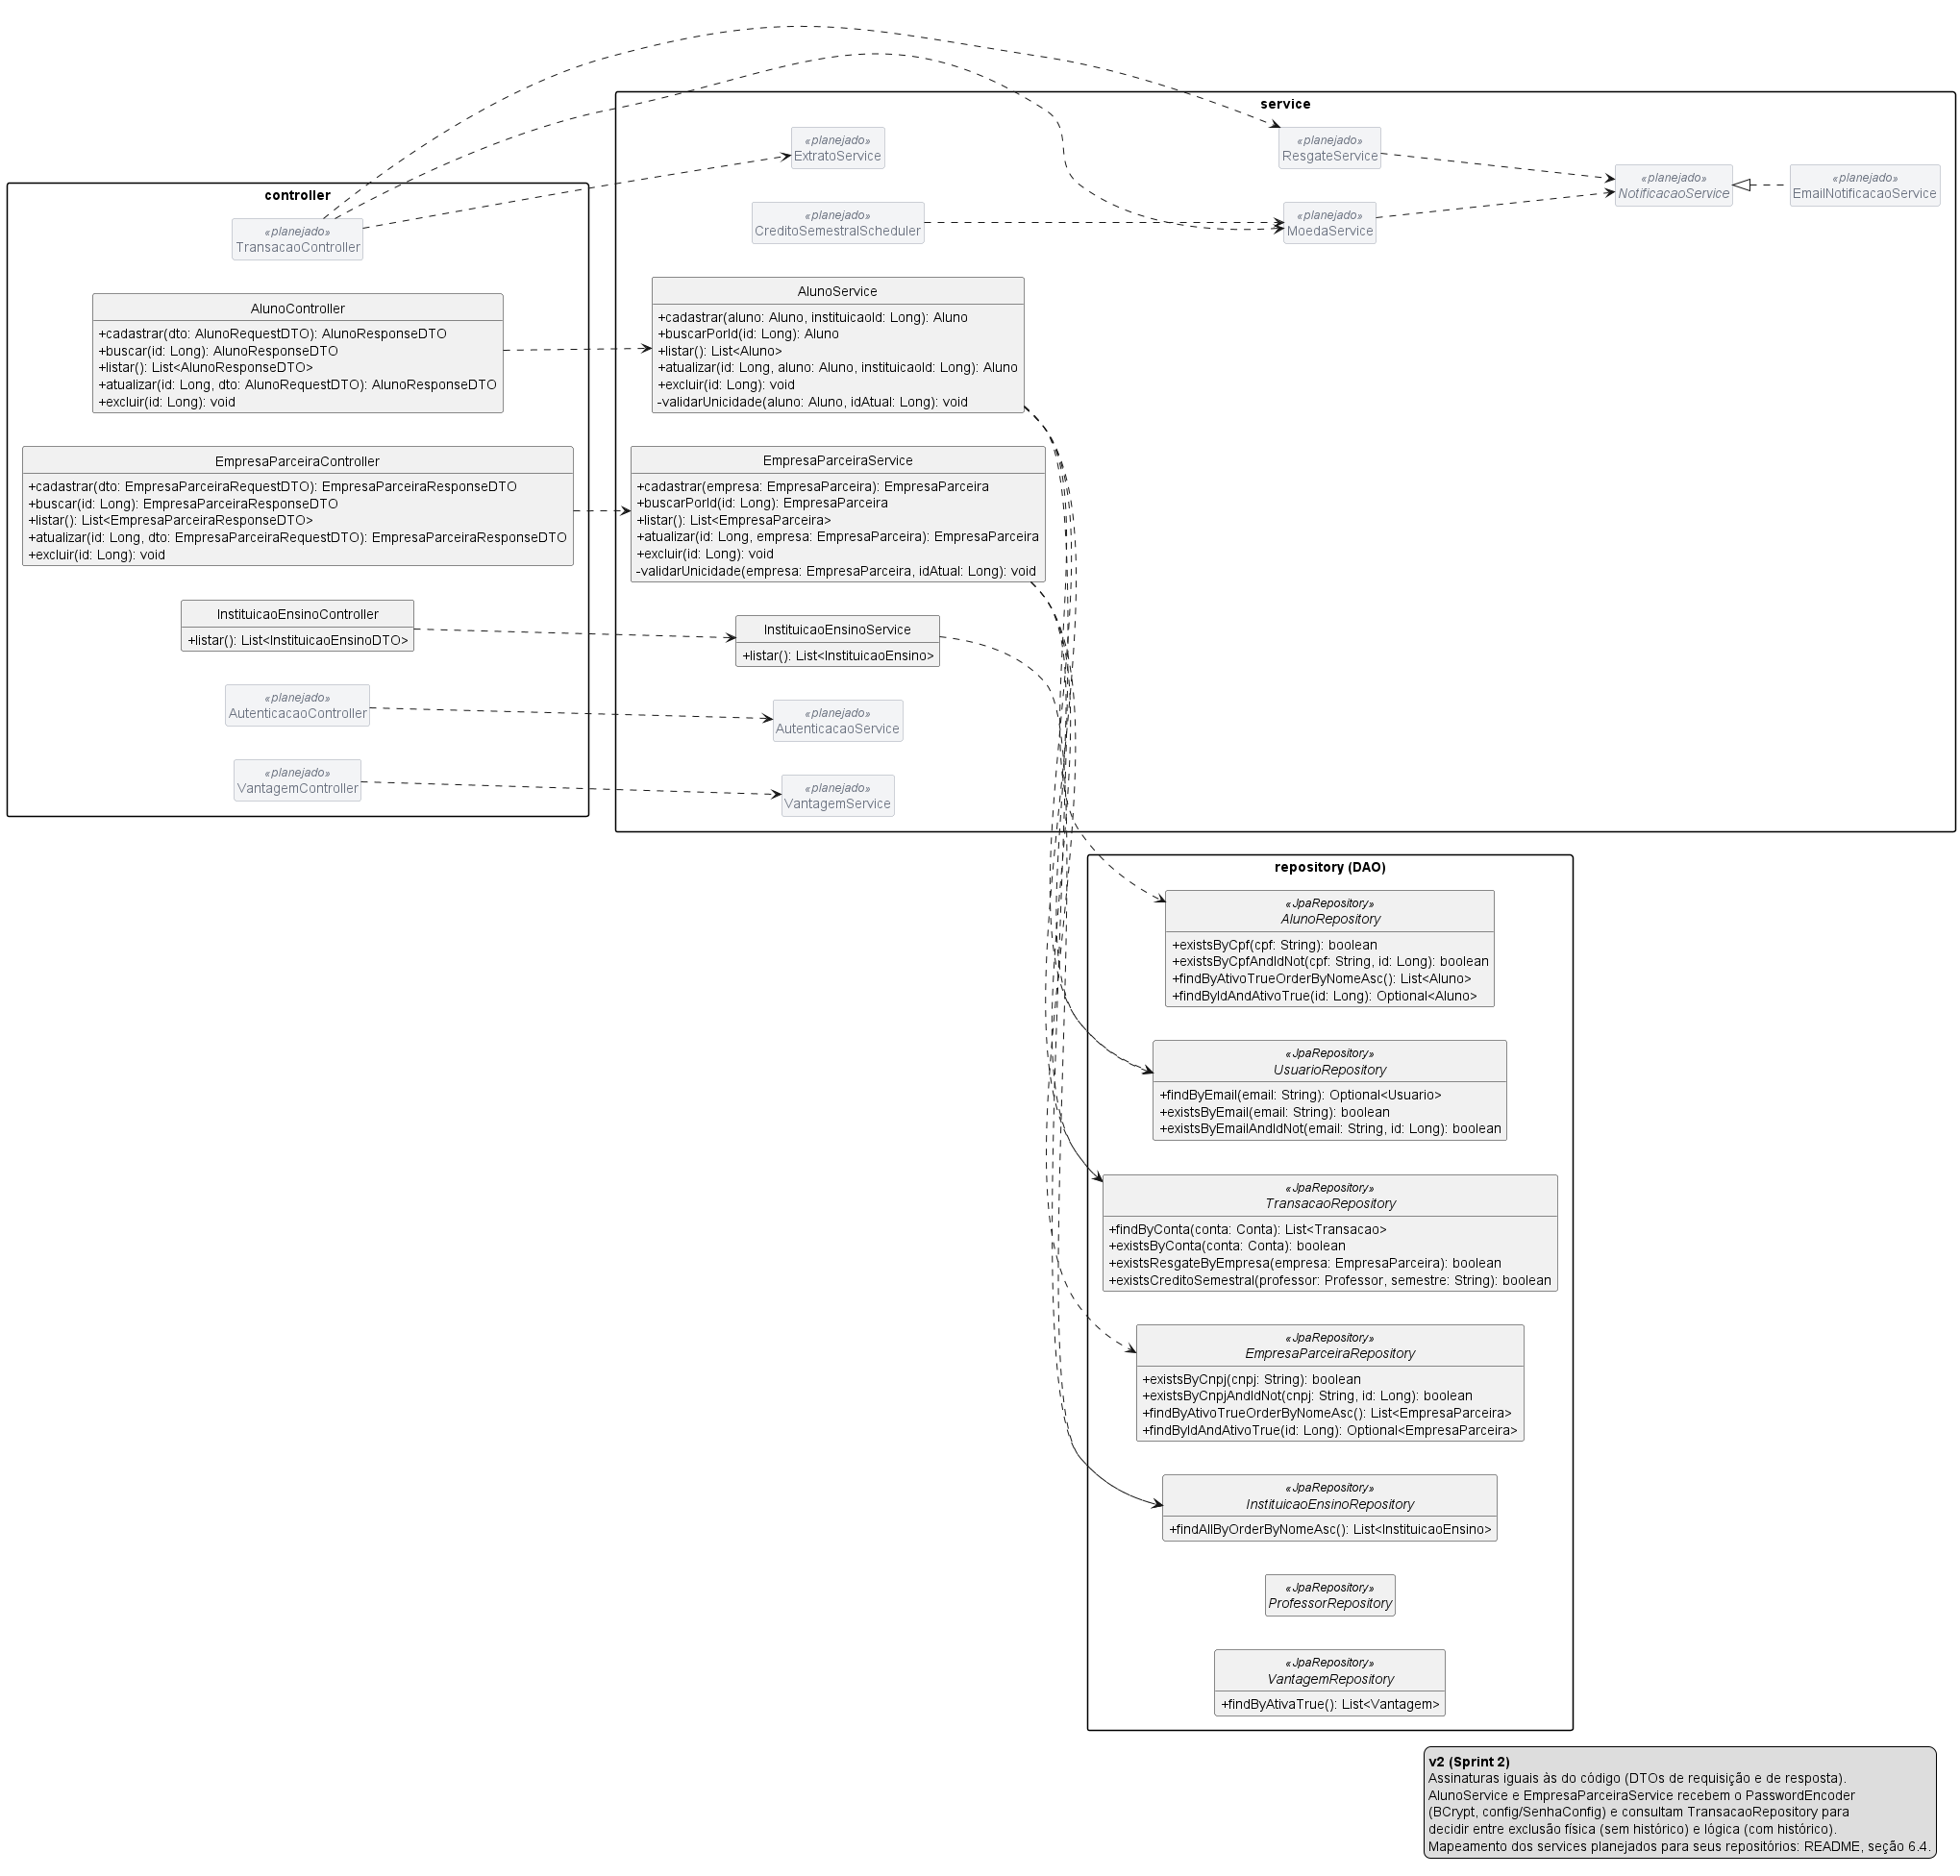 service
«planejado»
ExtratoService
«planejado»
ResgateService
«planejado»
NotificacaoService
«planejado»
EmailNotificacaoService
«planejado»
CreditoSemestralScheduler
«planejado»
MoedaService
controller
«planejado»
TransacaoController
AlunoController
+cadastrar(dto: AlunoRequestDTO): AlunoResponseDTO
+buscar(id: Long): AlunoResponseDTO
+listar(): List<AlunoResponseDTO>
+atualizar(id: Long, dto: AlunoRequestDTO): AlunoResponseDTO
+excluir(id: Long): void
AlunoService
+cadastrar(aluno: Aluno, instituicaoId: Long): Aluno
+buscarPorId(id: Long): Aluno
+listar(): List<Aluno>
+atualizar(id: Long, aluno: Aluno, instituicaoId: Long): Aluno
+excluir(id: Long): void
-validarUnicidade(aluno: Aluno, idAtual: Long): void
EmpresaParceiraController
+cadastrar(dto: EmpresaParceiraRequestDTO): EmpresaParceiraResponseDTO
+buscar(id: Long): EmpresaParceiraResponseDTO
+listar(): List<EmpresaParceiraResponseDTO>
+atualizar(id: Long, dto: EmpresaParceiraRequestDTO): EmpresaParceiraResponseDTO
+excluir(id: Long): void
EmpresaParceiraService
+cadastrar(empresa: EmpresaParceira): EmpresaParceira
+buscarPorId(id: Long): EmpresaParceira
+listar(): List<EmpresaParceira>
+atualizar(id: Long, empresa: EmpresaParceira): EmpresaParceira
+excluir(id: Long): void
-validarUnicidade(empresa: EmpresaParceira, idAtual: Long): void
InstituicaoEnsinoController
+listar(): List<InstituicaoEnsinoDTO>
InstituicaoEnsinoService
+listar(): List<InstituicaoEnsino>
«planejado»
AutenticacaoController
«planejado»
AutenticacaoService
«planejado»
VantagemController
«planejado»
VantagemService
repository (DAO)
«JpaRepository»
AlunoRepository
+existsByCpf(cpf: String): boolean
+existsByCpfAndIdNot(cpf: String, id: Long): boolean
+findByAtivoTrueOrderByNomeAsc(): List<Aluno>
+findByIdAndAtivoTrue(id: Long): Optional<Aluno>
«JpaRepository»
UsuarioRepository
+findByEmail(email: String): Optional<Usuario>
+existsByEmail(email: String): boolean
+existsByEmailAndIdNot(email: String, id: Long): boolean
«JpaRepository»
TransacaoRepository
+findByConta(conta: Conta): List<Transacao>
+existsByConta(conta: Conta): boolean
+existsResgateByEmpresa(empresa: EmpresaParceira): boolean
+existsCreditoSemestral(professor: Professor, semestre: String): boolean
«JpaRepository»
EmpresaParceiraRepository
+existsByCnpj(cnpj: String): boolean
+existsByCnpjAndIdNot(cnpj: String, id: Long): boolean
+findByAtivoTrueOrderByNomeAsc(): List<EmpresaParceira>
+findByIdAndAtivoTrue(id: Long): Optional<EmpresaParceira>
«JpaRepository»
InstituicaoEnsinoRepository
+findAllByOrderByNomeAsc(): List<InstituicaoEnsino>
«JpaRepository»
ProfessorRepository
«JpaRepository»
VantagemRepository
+findByAtivaTrue(): List<Vantagem>
v2 (Sprint 2)
Assinaturas iguais às do código (DTOs de requisição e de resposta).
AlunoService e EmpresaParceiraService recebem o PasswordEncoder
(BCrypt, config/SenhaConfig) e consultam TransacaoRepository para
decidir entre exclusão física (sem histórico) e lógica (com histórico).
Mapeamento dos services planejados para seus repositórios: README, seção 6.4.